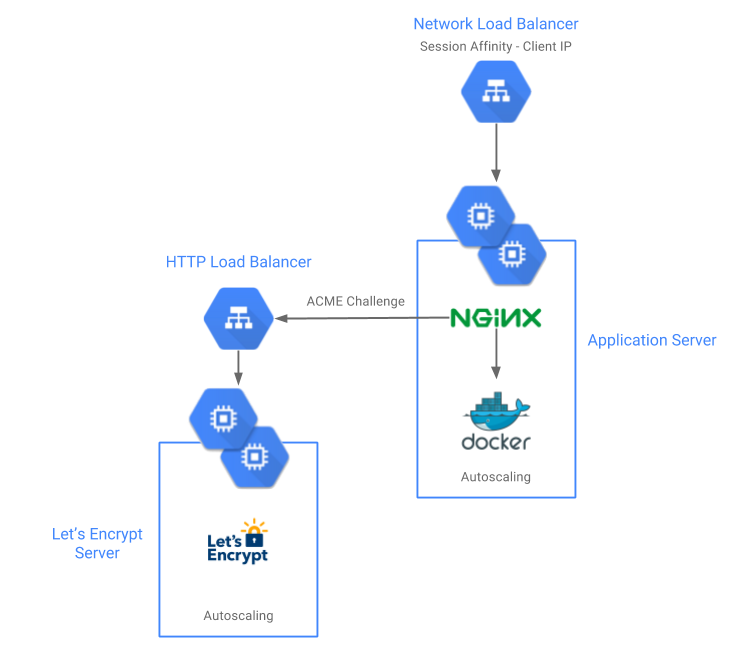 Network Load Balancer
Session Affinity - Client IP
HTTP Load Balancer
ACME Challenge
NGINX
Application Server
docker
Autoscaling
Let’s Encrypt
Server
Let's
Encrypt
Autoscaling